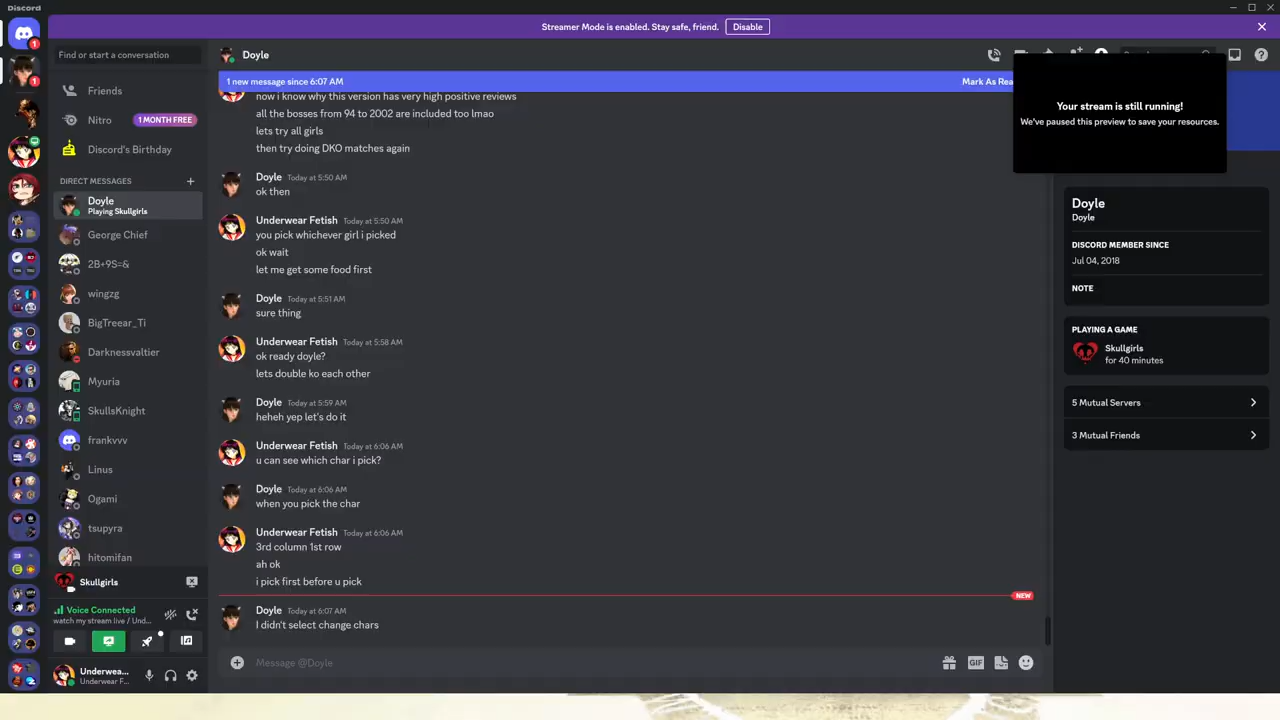 Discord
Streamer Mode is enabled. Stay safe, friend.
Disable
1
Find or start a conversation
Doyle
1
Friends
Nitro
1 MONTH FREE
Discord's Birthday
DIRECT MESSAGES
Doyle
Playing Skullgirls
George Chief
2B+9S=&
wingzg
BigTreear_Ti
Darknessvaltier
Myuria
SkullsKnight
frankvvv
Linus
Ogami
tsupyra
hitomifan
Skullgirls
Voice Connected
watch my stream live / Und...
Underwea...
Underwear F...
1 new message since 6:07 AM
Mark As Rea
now i know why this version has very high positive reviews
all the bosses from 94 to 2002 are included too lmao
lets try all girls
then try doing DKO matches again
Doyle Today at 5:50 AM
ok then
Underwear Fetish Today at 5:50 AM
you pick whichever girl i picked
ok wait
let me get some food first
Doyle Today at 5:51 AM
sure thing
Underwear Fetish Today at 5:58 AM
ok ready doyle?
lets double ko each other
Doyle Today at 5:59 AM
heheh yep let's do it
Underwear Fetish Today at 6:06 AM
u can see which char i pick?
Doyle Today at 6:06 AM
when you pick the char
Underwear Fetish Today at 6:06 AM
3rd column 1st row
ah ok
i pick first before u pick
NEW
Doyle Today at 6:07 AM
I didn't select change chars
Message @Doyle
GIF
Your stream is still running!
We've paused this preview to save your resources.
Doyle
Doyle
DISCORD MEMBER SINCE
Jul 04, 2018
NOTE
PLAYING A GAME
Skullgirls
for 40 minutes
5 Mutual Servers
3 Mutual Friends